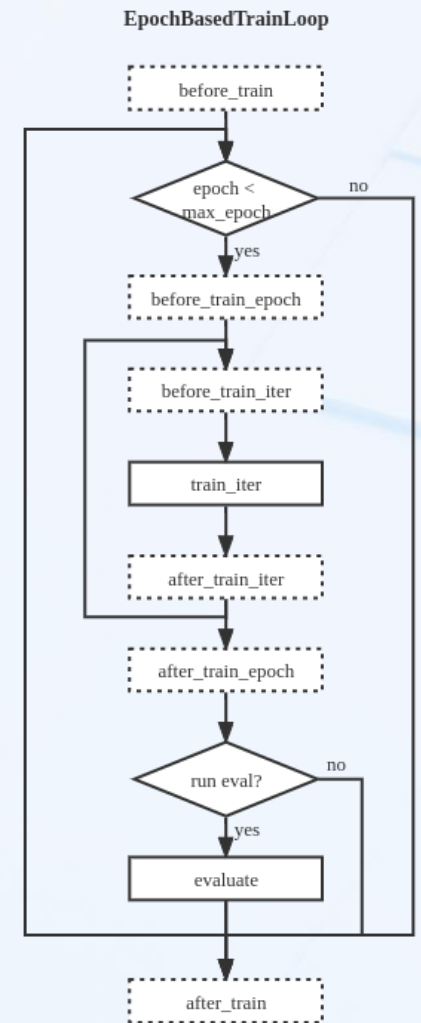 EpochBasedTrainLoop
before_train
epoch <
max_epoch
no
yes
before_train_epoch
before_train_iter
train_iter
after_train_iter
after_train_epoch
run eval?
no
yes
evaluate
after_train